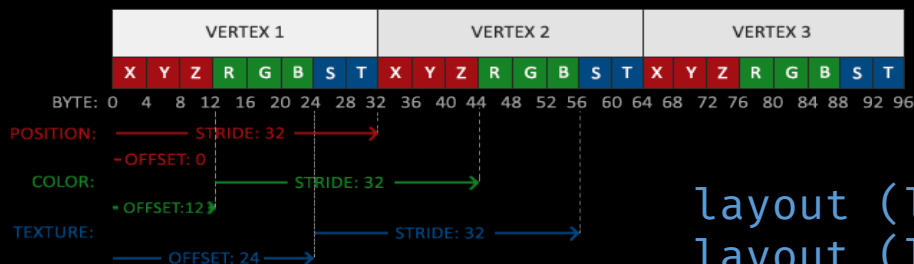 VERTEX 1 VERTEX 2 VERTEX 3
X Y Z R G B S T X Y Z R G B S T X Y Z R G B S T
BYTE: 0 4 8 12 16 20 24 28 32 36 40 44 48 52 56 60 64 68 72 76 80 84 88 92 96
POSITION: STRIDE: 32
OFFSET: 0
COLOR: STRIDE: 32
OFFSET:12
TEXTURE: STRIDE: 32
OFFSET: 24
layout (
layout (